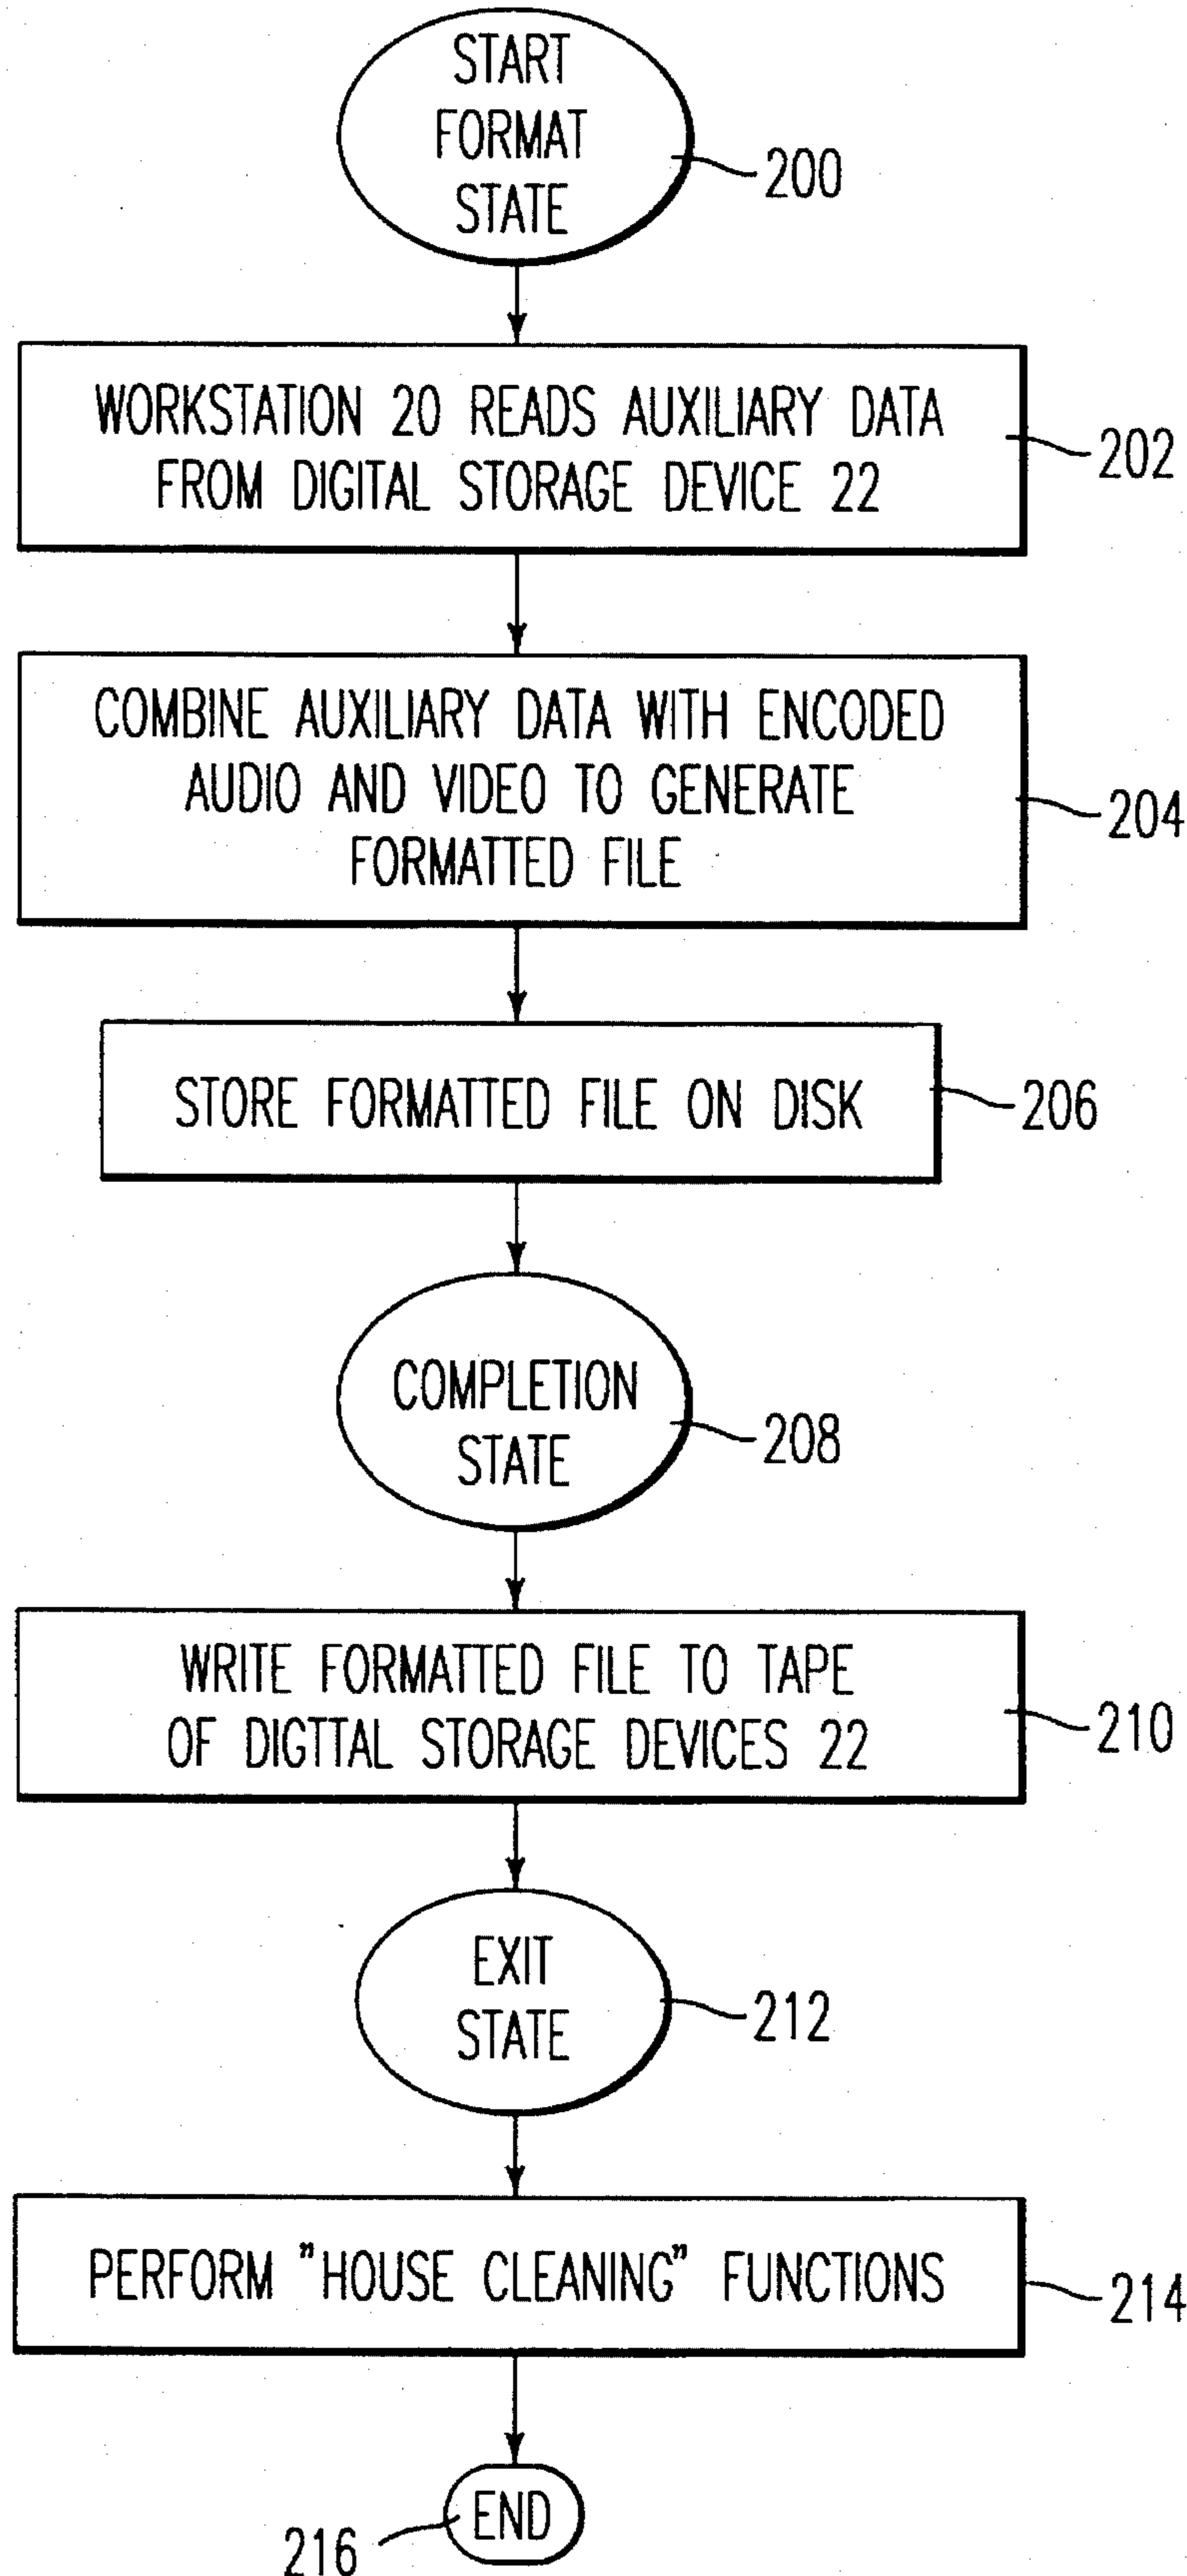 START
FORMAT
STATE
200
WORKSTATION 20 READS AUXILIARY DATA
FROM DIGITAL STORAGE DEVICE 22
202
COMBINE AUXILIARY DATA WITH ENCODED
AUDIO AND VIDEO TO GENERATE
FORMATTED FILE
204
STORE FORMATTED FILE ON DISK
206
COMPLETION
STATE
208
WRITE FORMATTED FILE TO TAPE
OF DIGTTAL STORAGE DEVICES 22
210
EXIT
STATE
212
PERFORM "HOUSE CLEANING" FUNCTIONS
214
END
216